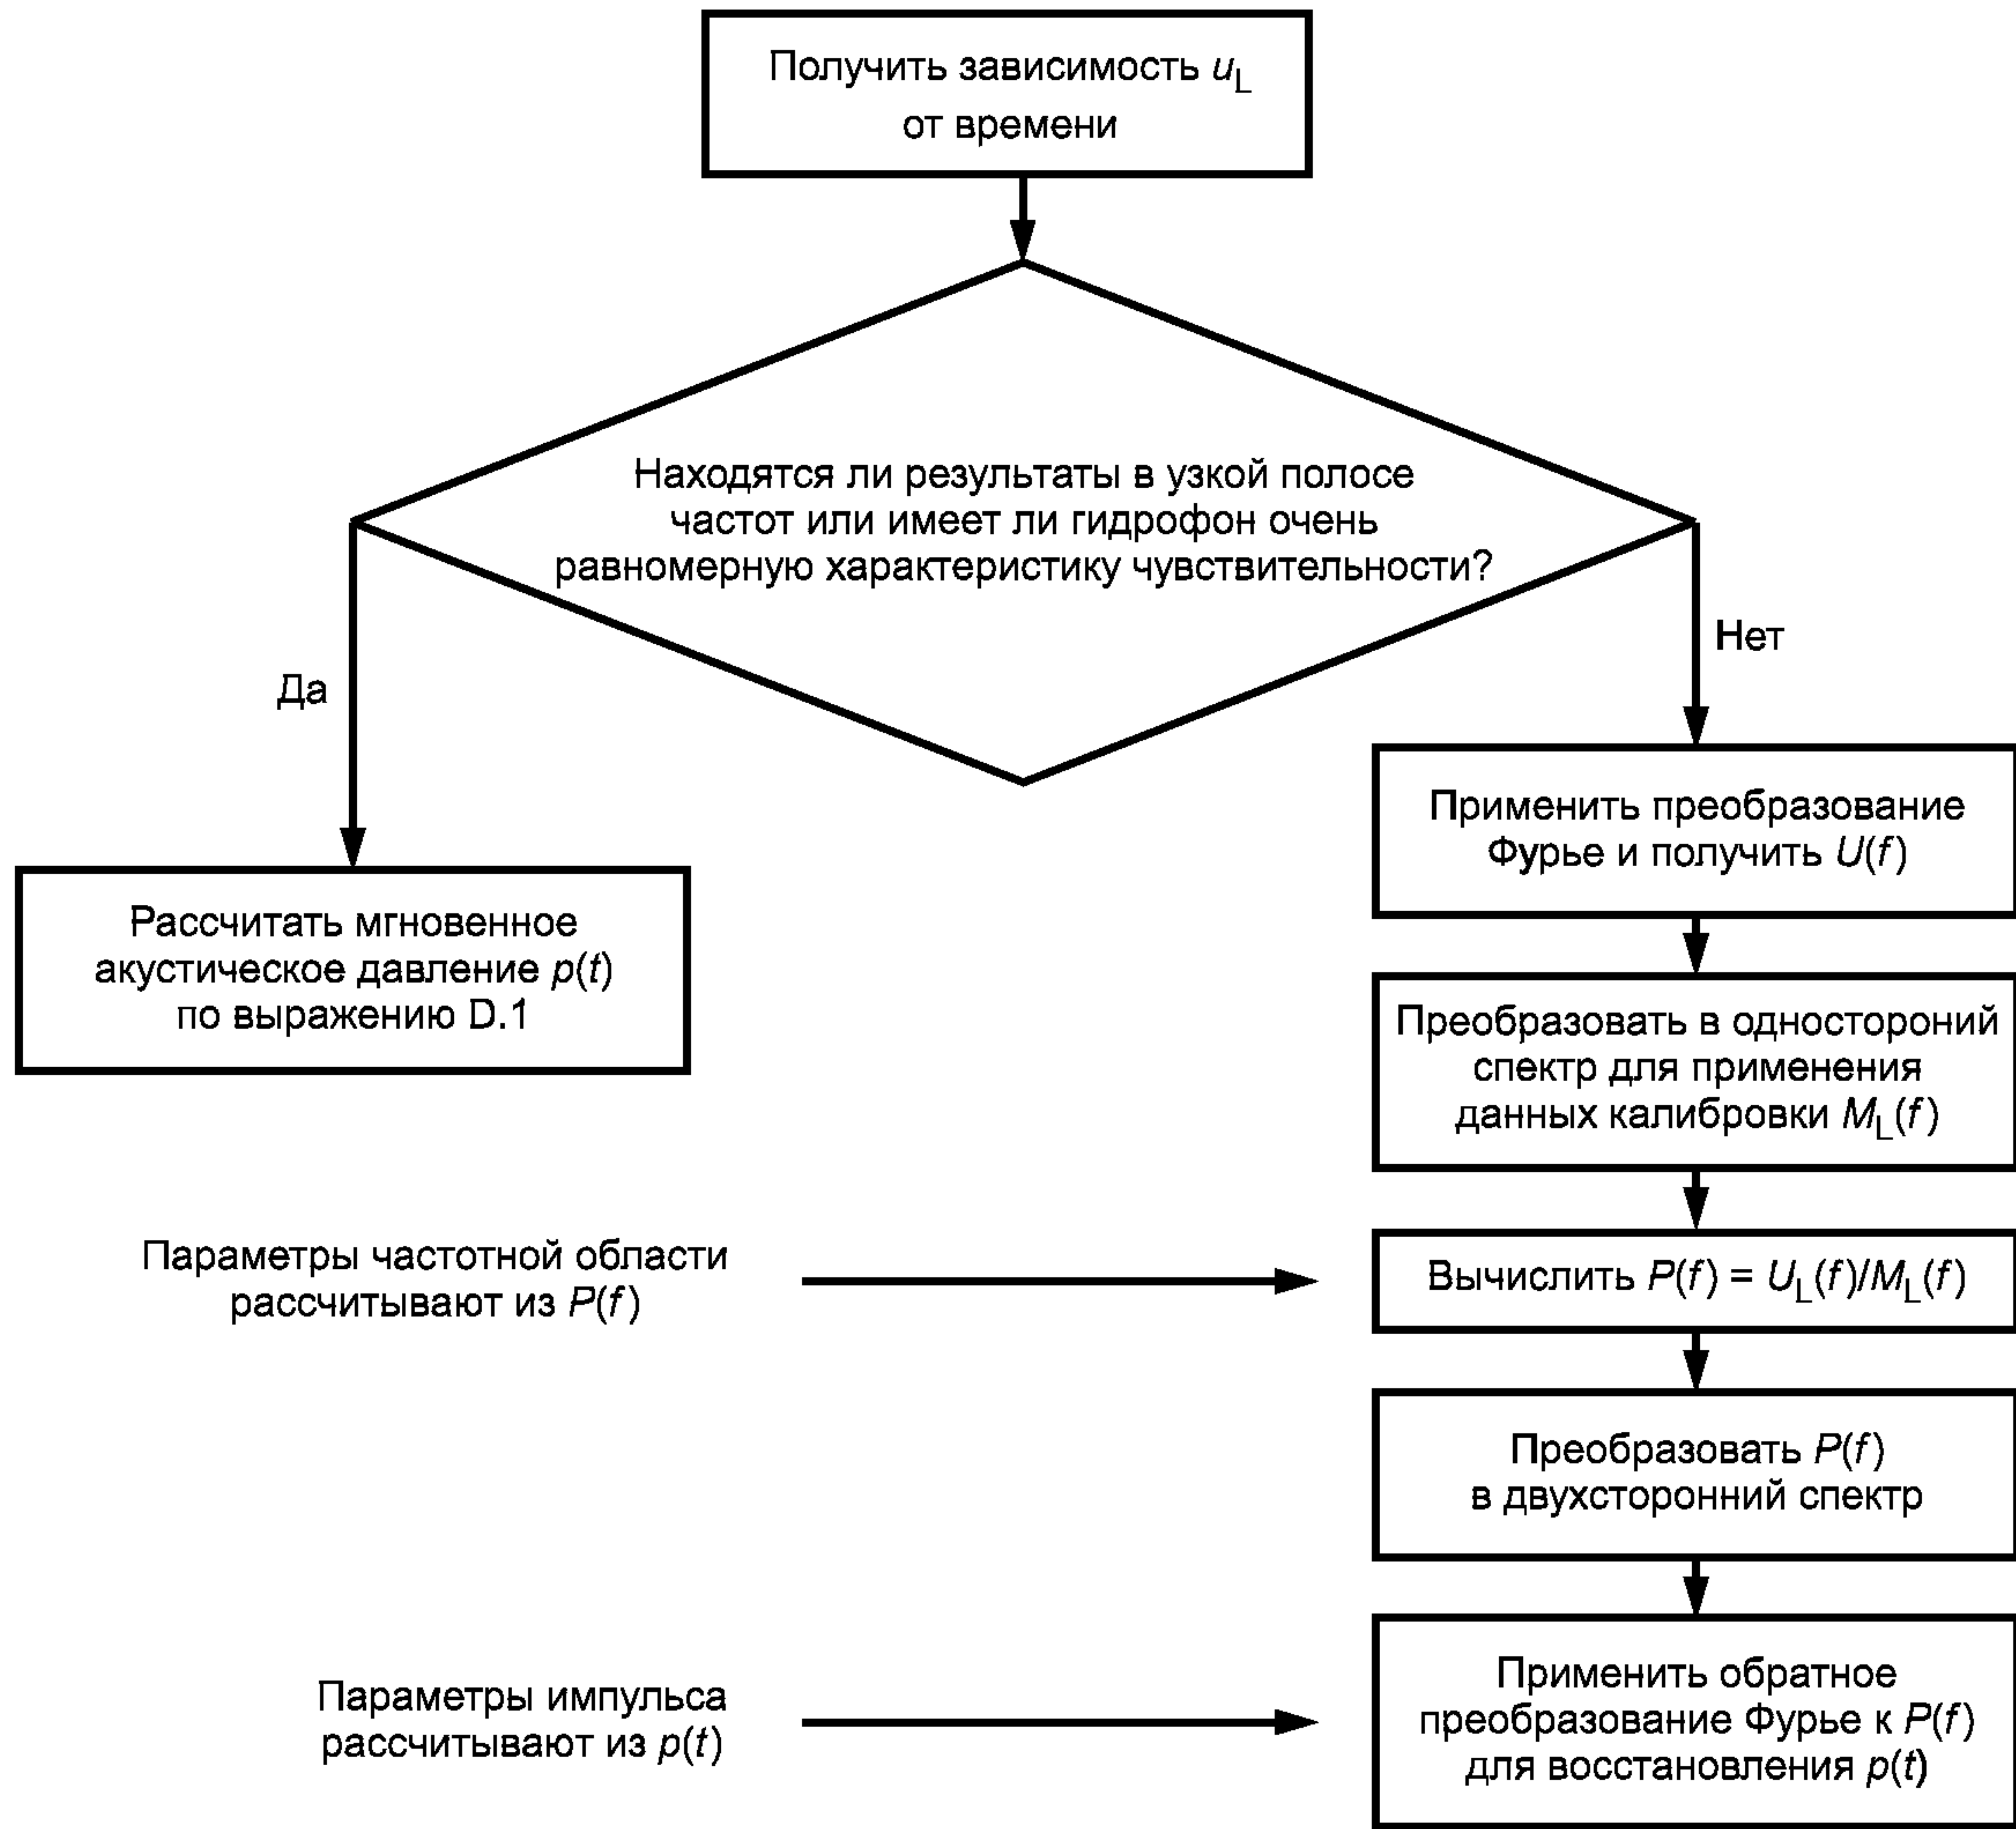 Получить зависимость uL
от времени
Находятся ли результаты в узкой полосе
частот или имеет ли гидрофон очень
равномерную характеристику чувствительности?
Да
Нет
Рассчитать мгновенное
акустическое давление p(t)
по выражению D.1
Применить преобразование
Фурье и получить U(f)
Преобразовать в одностороний
спектр для применения
данных калибровки ML(f)
Параметры частотной области
рассчитывают из P(f)
Вычислить P(f) = UL(f)/ML(f)
Преобразовать P(f)
в двухсторонний спектр
Параметры импульса
рассчитывают из p(t)
Применить обратное
преобразование Фурье к P(f)
для восстановления p(t)